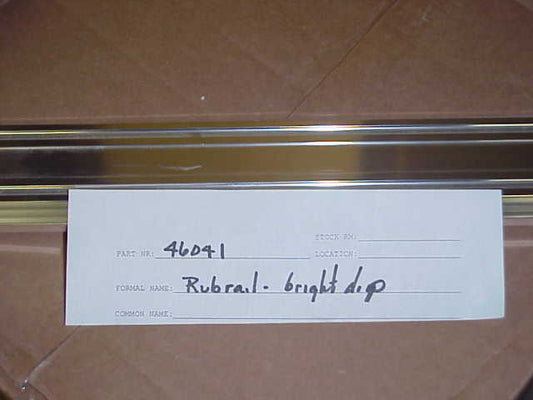 STOCK RM:
PART NR: 46041 LOCATION:
FORMAL NAME: Rubrail - bright dip
COMMON NAME: